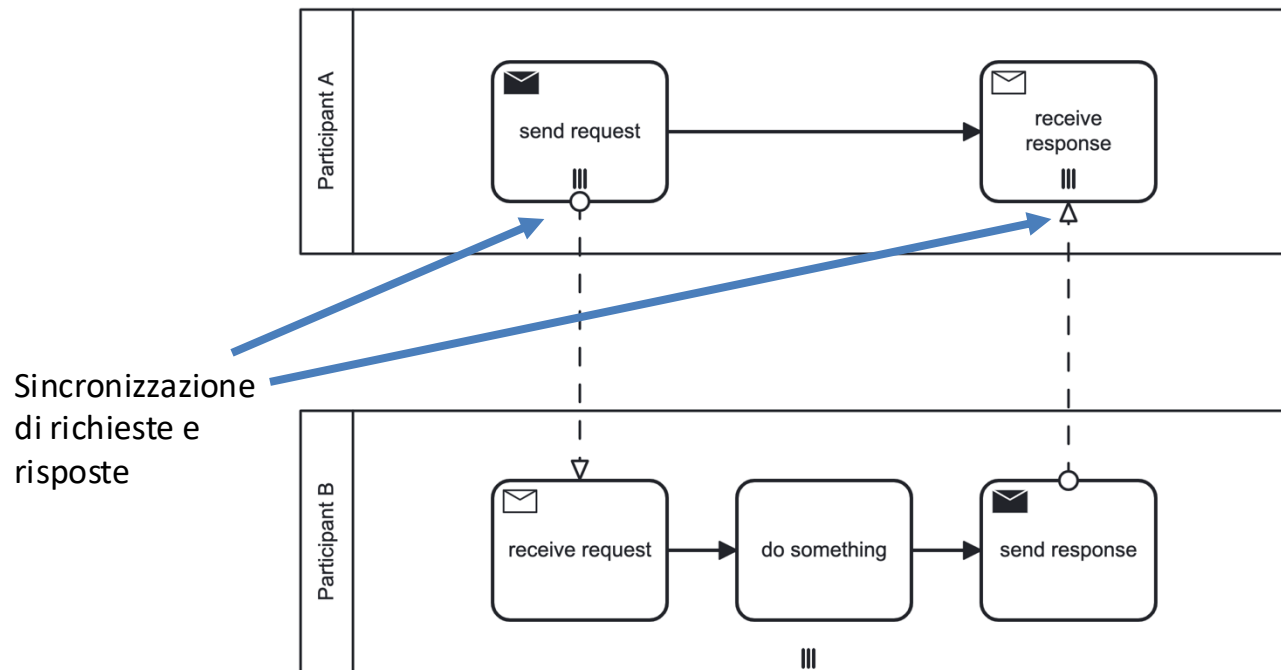 Participant A
send request
receive
response
Sincronizzazione
di richieste e
risposte
Participant B
receive request
do something
send response